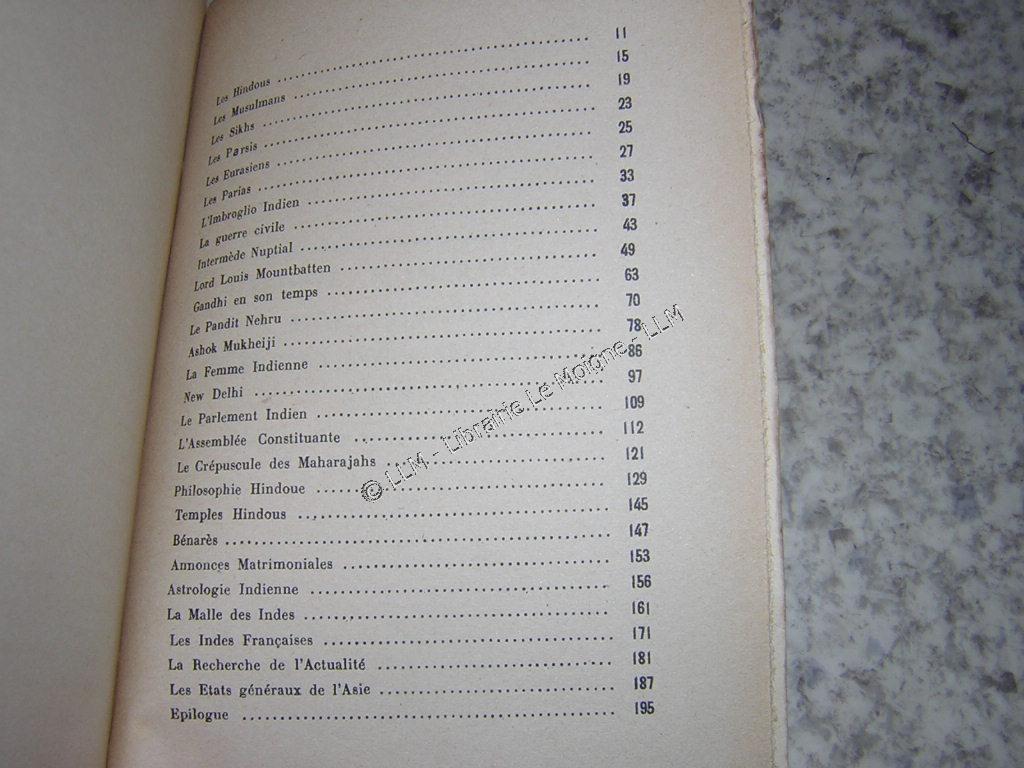 Les Hindous ........ 11
Les Musulmans ........ 15
Les Sikhs ........ 19
Les Parsis ........ 23
Les Eurasiens ........ 25
Les Parias ........ 27
L'Imbroglio Indien ........ 33
La guerre civile ........ 37
Intermède Nuptial ........ 43
Lord Louis Mountbatten ........ 49
Gandhi en son temps ........ 63
Le Pandit Nehru ........ 70
Ashok Mukheiji ........ 78
La Femme Indienne ........ 86
New Delhi ........ 97
Le Parlement Indien ........ 109
L'Assemblée Constituante ........ 112
Le Crépuscule des Maharajahs ........ 121
Philosophie Hindoue ........ 129
Temples Hindous ........ 145
Bénarès ........ 147
Annonces Matrimoniales ........ 153
Astrologie Indienne ........ 156
La Malle des Indes ........ 161
Les Indes Françaises ........ 171
La Recherche de l'Actualité ........ 181
Les Etats généraux de l'Asie ........ 187
Epilogue ........ 195
© LLM - Librairie Le Moigne - LLM